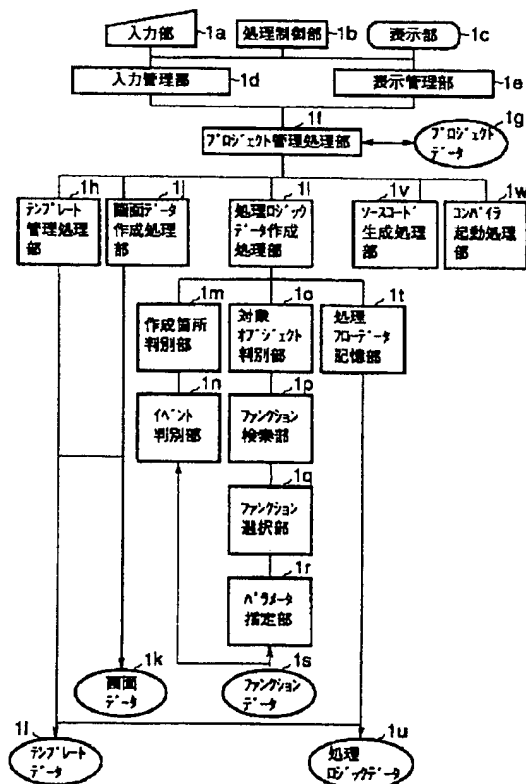 入力部
1a
処理制御部
1b
表示部
1c
入力管理部
1d
表示管理部
1e
プロジェクト管理処理部
1f
プロジェクト
データ
1g
テンプレート
管理処理
部
1h
画面データ
作成処理
部
1j
処理ロジック
データ作成
処理部
1l
ソースコード
生成処理
部
1v
コンパイラ
起動処理
部
1w
作成箇所
判別部
1m
対象
オブジェクト
判別部
1o
処理
フローデータ
記憶部
1t
イベント
判別部
1n
ファンクション
検索部
1p
ファンクション
選択部
1q
パラメータ
指定部
1r
画面
データ
1k
ファンクション
データ
1s
テンプレート
データ
1i
処理
ロジックデータ
1u